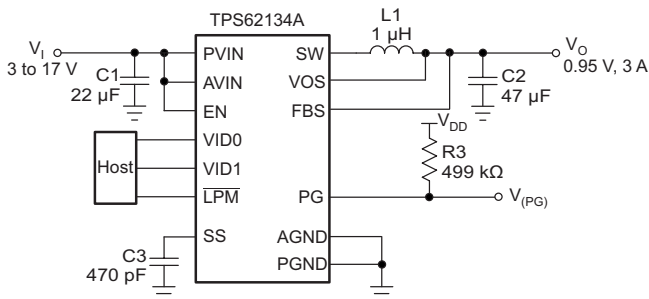 TPS62134A
V_I
3 to 17 V
C1
22 µF
PVIN
AVIN
EN
VID0
VID1
LPM
SS
Host
C3
470 pF
SW
VOS
FBS
PG
AGND
PGND
L1
1 µH
V_O
0.95 V, 3 A
C2
47 µF
V_DD
R3
499 kΩ
V_(PG)